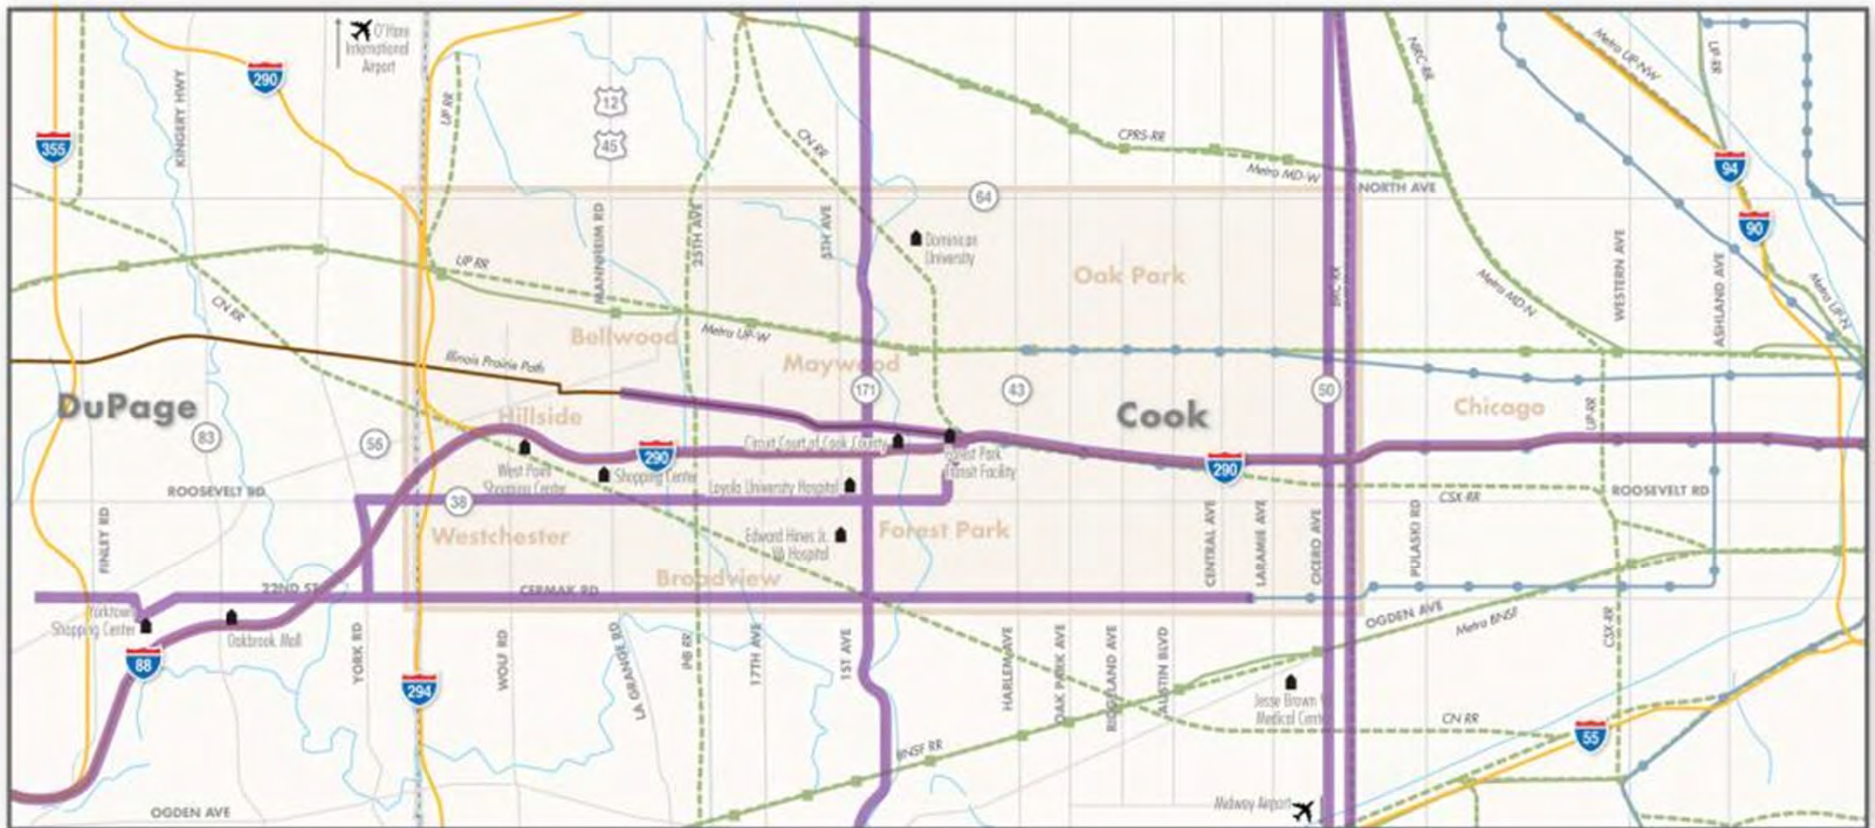 O'Hare
International
Airport
290
355
KINGERY HWY
UP RR
12
45
CN RR
CPRS-RR
Metro MD-W
NORTH AVE
NIRC-RR
Metro UP-NW
UP-RR
94
90
64
MANNHEIM RD
25TH AVE
5TH AVE
Dominican
University
Oak Park
BRC-RR
Metro MD-N
WESTERN AVE
ASHLAND AVE
Metro UP-N
UP RR
CN RR
Bellwood
Metro UP-W
Maywood
Illinois Prairie Path
DuPage
83
56
Hillside
171
43
50
Cook
Chicago
UP-RR
290
Circuit Court of Cook County
Forest Park
Transit Facility
290
West Point
Shopping Center
Shopping Center
Loyola University Hospital
ROOSEVELT RD
38
CSX-RR
ROOSEVELT RD
FINLEY RD
Westchester
Edward Hines Jr.
VA Hospital
Forest Park
CENTRAL AVE
LARAMIE AVE
CICERO AVE
PULASKI RD
Broadview
22ND ST
CERMAK RD
Yorktown
Shopping Center
Oakbrook Mall
OGDEN AVE
Metro BNSF
CSX-RR
88
YORK RD
294
WOLF RD
LA GRANGE RD
IHB RR
17TH AVE
1ST AVE
HARLEM AVE
OAK PARK AVE
RIDGELAND AVE
AUSTIN BLVD
Jesse Brown V
Medical Cente
BNSF RR
CN RR
55
Midway Airport
OGDEN AVE